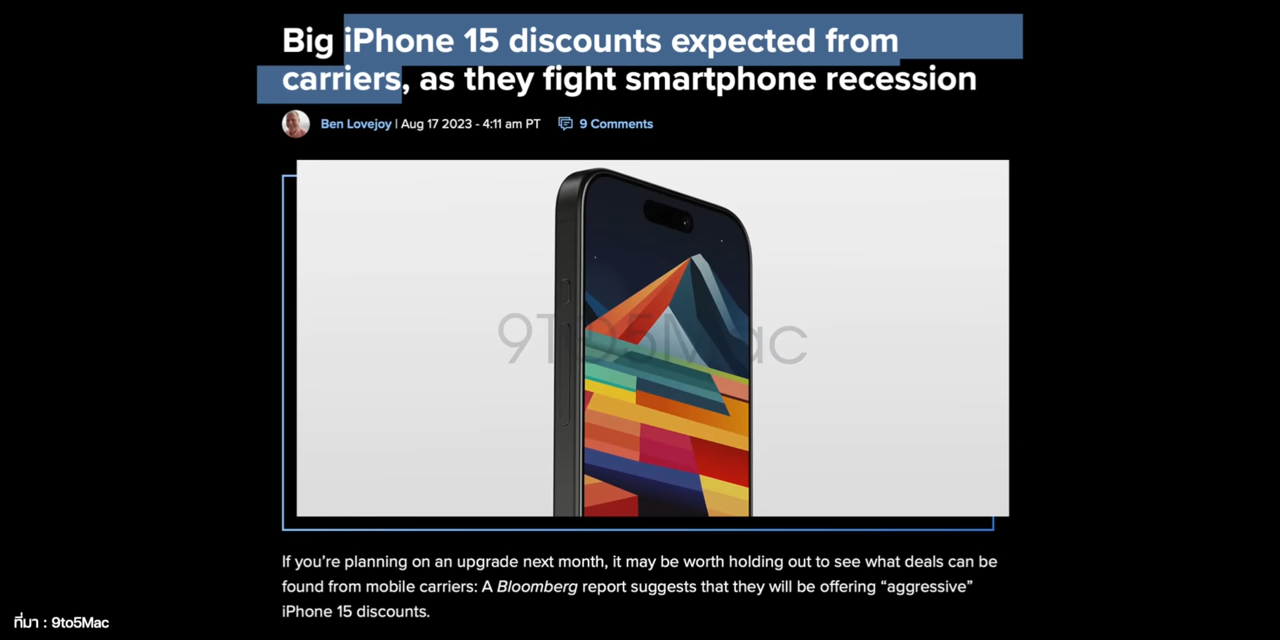 Big iPhone 15 discounts expected from
carriers, as they fight smartphone recession
Ben Lovejoy | Aug 17 2023 - 4:11 am PT 9 Comments
9TO5Mac
If you’re planning on an upgrade next month, it may be worth holding out to see what deals can be
found from mobile carriers: A Bloomberg report suggests that they will be offering “aggressive”
iPhone 15 discounts.
ที่มา : 9to5Mac